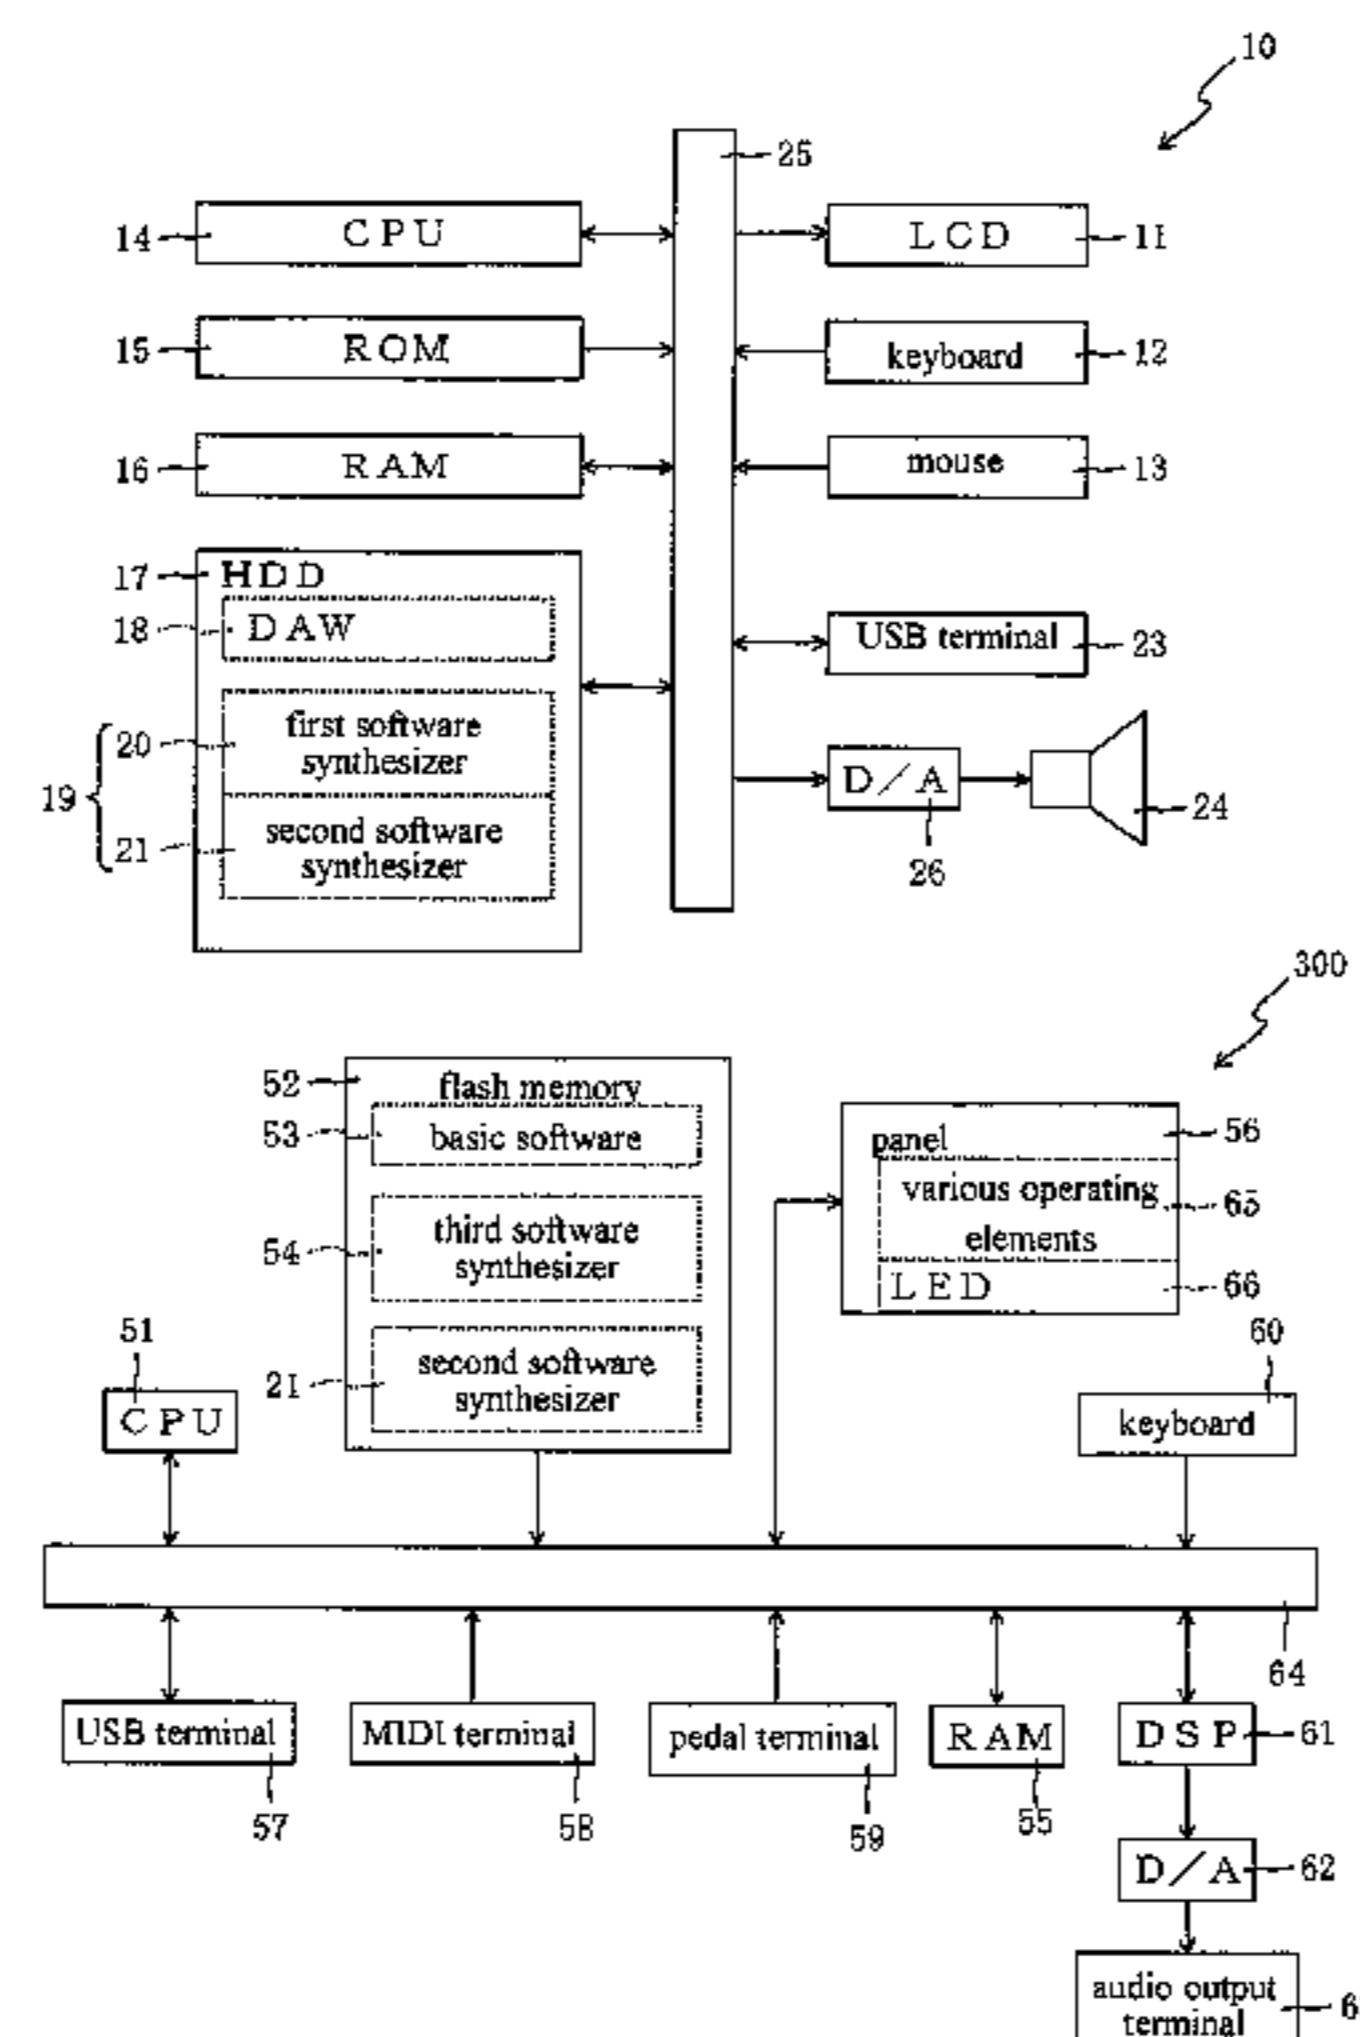 10
25
14 CPU
LCD 11
15 ROM
keyboard 12
16 RAM
mouse 13
17 HDD
18 DAW
USB terminal 23
19
20 first software
synthesizer
D/A
24
26
21 second software
synthesizer
300
52 flash memory
53 basic software
54 third software
synthesizer
21 second software
synthesizer
panel 56
various operating
elements
65
LED 66
51
CPU
60
keyboard
64
USB terminal
57
MIDI terminal
58
pedal terminal
59
RAM
55
DSP 61
D/A 62
audio output
terminal